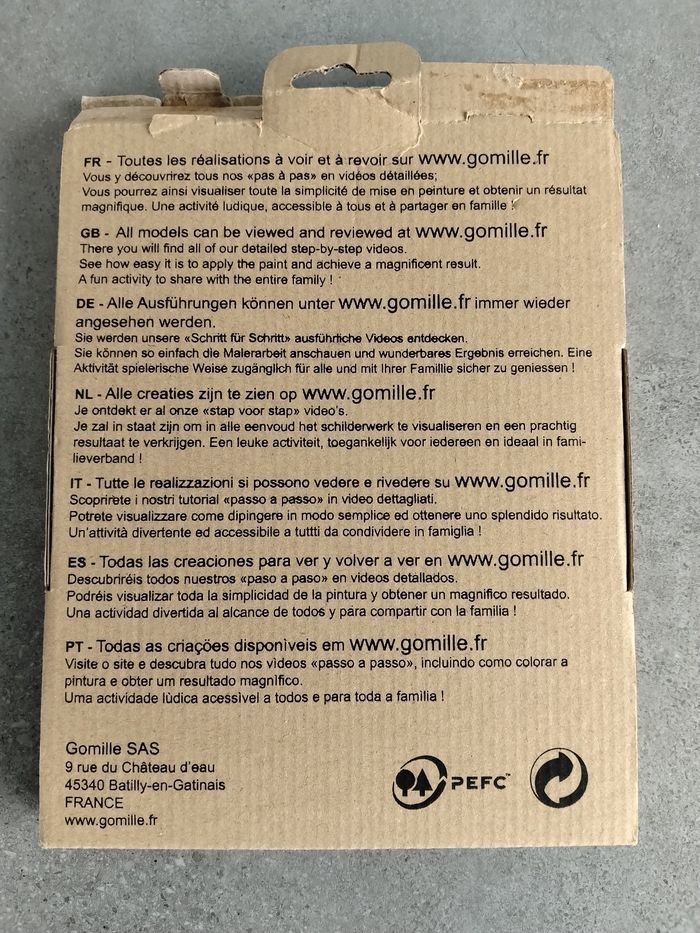 FR - Toutes les réalisations à voir et à revoir sur www.gomille.fr
Vous y découvrirez tous nos «pas à pas» en vidéos détaillées;
Vous pourrez ainsi visualiser toute la simplicité de mise en peinture et obtenir un résultat
magnifique. Une activité ludique, accessible à tous et à partager en famille !
GB - All models can be viewed and reviewed at www.gomille.fr
There you will find all of our detailed step-by-step videos.
See how easy it is to apply the paint and achieve a magnificent result.
A fun activity to share with the entire family !
DE - Alle Ausführungen können unter www.gomille.fr immer wieder
angesehen werden.
Sie werden unsere «Schritt für Schritt» ausführliche Videos entdecken.
Sie können so einfach die Malerarbeit anschauen und wunderbares Ergebnis erreichen. Eine
Aktivität spielerische Weise zugänglich für alle und mit Ihrer Famillie sicher zu geniessen !
NL - Alle creaties zijn te zien op www.gomille.fr
Je ontdekt er al onze «stap voor stap» video's.
Je zal in staat zijn om in alle eenvoud het schilderwerk te visualiseren en een prachtig
resultaat te verkrijgen. Een leuke activiteit, toegankelijk voor iedereen en ideaal in fami-
lieverband !
IT - Tutte le realizzazioni si possono vedere e rivedere su www.gomille.fr
Scoprirete i nostri tutorial «passo a passo» in video dettagliati.
Potrete visualizzare come dipingere in modo semplice ed ottenere uno splendido risultato.
Un'attività divertente ed accessibile a tuttti da condividere in famiglia !
ES - Todas las creaciones para ver y volver a ver en www.gomille.fr
Descubriréis todos nuestros «paso a paso» en videos detallados.
Podréis visualizar toda la simplicidad de la pintura y obtener un magnifico resultado.
Una actividad divertida al alcance de todos y para compartir con la familia !
PT - Todas as criações disponìveis em www.gomille.fr
Visite o site e descubra tudo nos vìdeos «passo a passo», incluindo como colorar a
pintura e obter um resultado magnìfico.
Uma actividade lùdica acessìvel a todos e para toda a famìlia !
Gomille SAS
9 rue du Château d'eau
45340 Batilly-en-Gatinais
FRANCE
www.gomille.fr
PEFC™